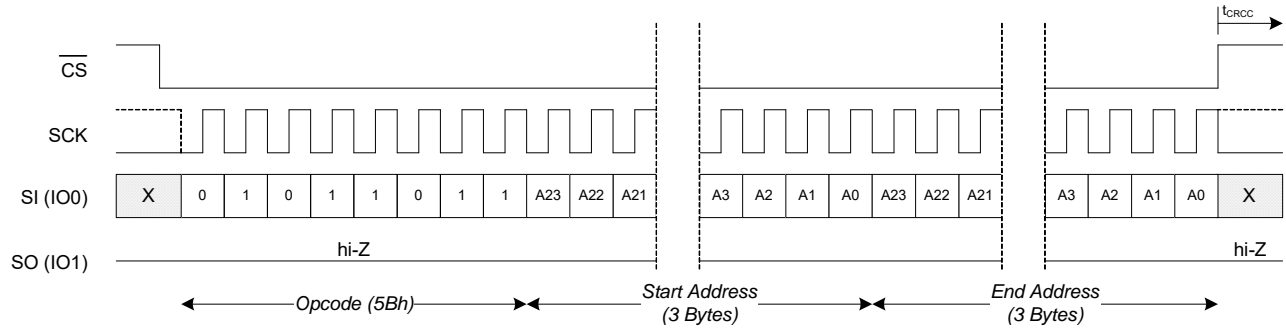 tCRCC
CS
SCK
SI (IO0) X 0 1 0 1 1 0 1 1 A23 A22 A21 A3 A2 A1 A0 A23 A22 A21 A3 A2 A1 A0 X
hi-Z hi-Z
SO (IO1)
Opcode (5Bh) Start Address End Address
(3 Bytes) (3 Bytes)